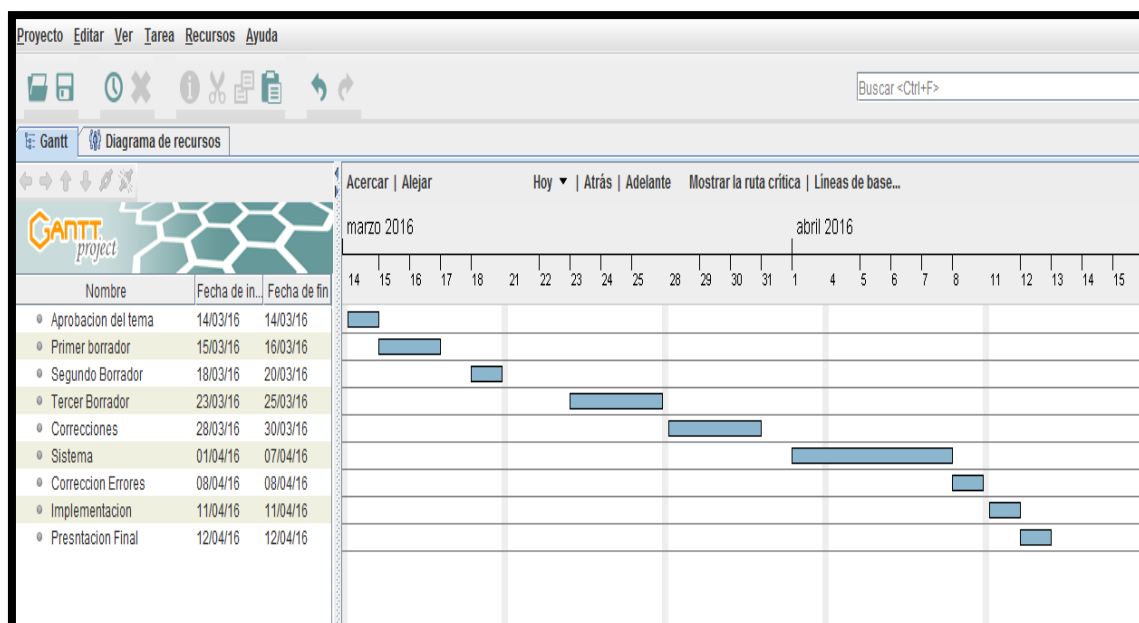 Proyecto Editar Ver Tarea Recursos Ayuda
Buscar <Ctrl+F>
Gantt Diagrama de recursos
Acercar | Alejar Hoy ▼ | Atrás | Adelante Mostrar la ruta crítica | Líneas de base...
GANTT project
marzo 2016 abril 2016
14 15 16 17 18 21 22 23 24 25 28 29 30 31 1 4 5 6 7 8 11 12 13 14 15
Nombre Fecha de in... Fecha de fin
Aprobacion del tema 14/03/16 14/03/16
Primer borrador 15/03/16 16/03/16
Segundo Borrador 18/03/16 20/03/16
Tercer Borrador 23/03/16 25/03/16
Correcciones 28/03/16 30/03/16
Sistema 01/04/16 07/04/16
Correccion Errores 08/04/16 08/04/16
Implementacion 11/04/16 11/04/16
Presntacion Final 12/04/16 12/04/16